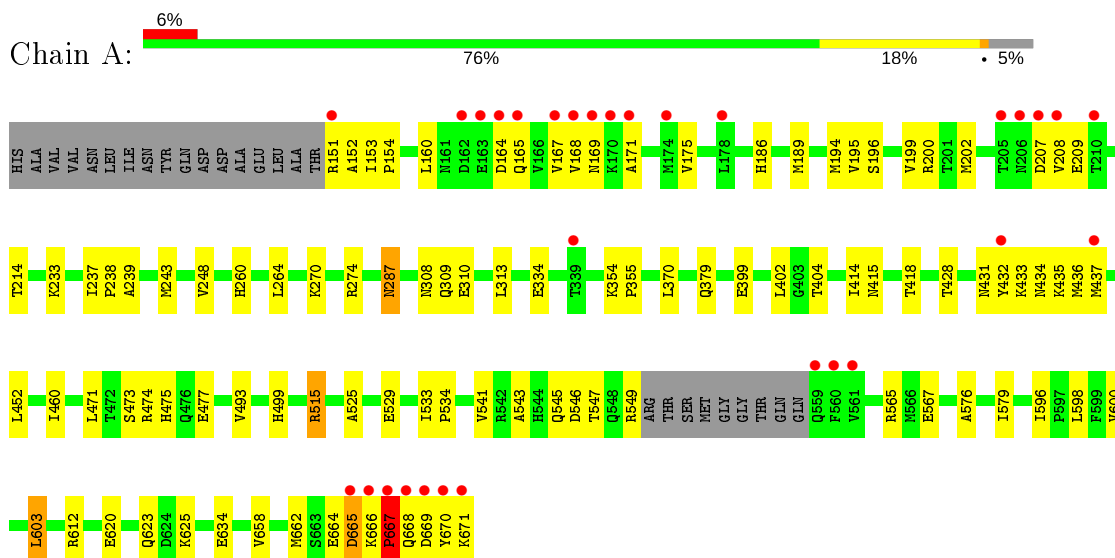 6%
Chain A:
76% 18% • 5%
HIS ALA VAL VAL ASN LEU ILE ASN TYR GLN ASP ASP ALA GLU LEU ALA THR R151 A152 I153 P154 L160 N161 D162 E163 D164 Q165 V166 V167 V168 N169 K170 A171 M174 V175 L178 H186 M189 M194 V195 S196 V199 R200 T201 M202 T205 N206 D207 V208 E209 T210
T214 K233 I237 P238 A239 M243 V248 H260 L264 K270 R274 N287 N308 Q309 E310 L313 E334 T339 K354 P355 L370 Q379 E399 L402 G403 T404 I414 N415 T418 T428 N431 Y432 K433 N434 K435 M436 M437
L452 I460 L471 T472 S473 R474 H475 Q476 E477 V493 H499 R515 A525 E529 I533 P534 V541 R542 A543 H544 Q545 D546 T547 Q548 R549 ARG THR SER MET GLY GLY THR GLN GLN Q559 F560 V561 R565 M566 E567 A576 I579 I596 P597 L598 F599 V600
L603 R612 E620 Q623 D624 K625 E634 V658 M662 S663 E664 D665 K666 P667 Q668 D669 Y670 K671